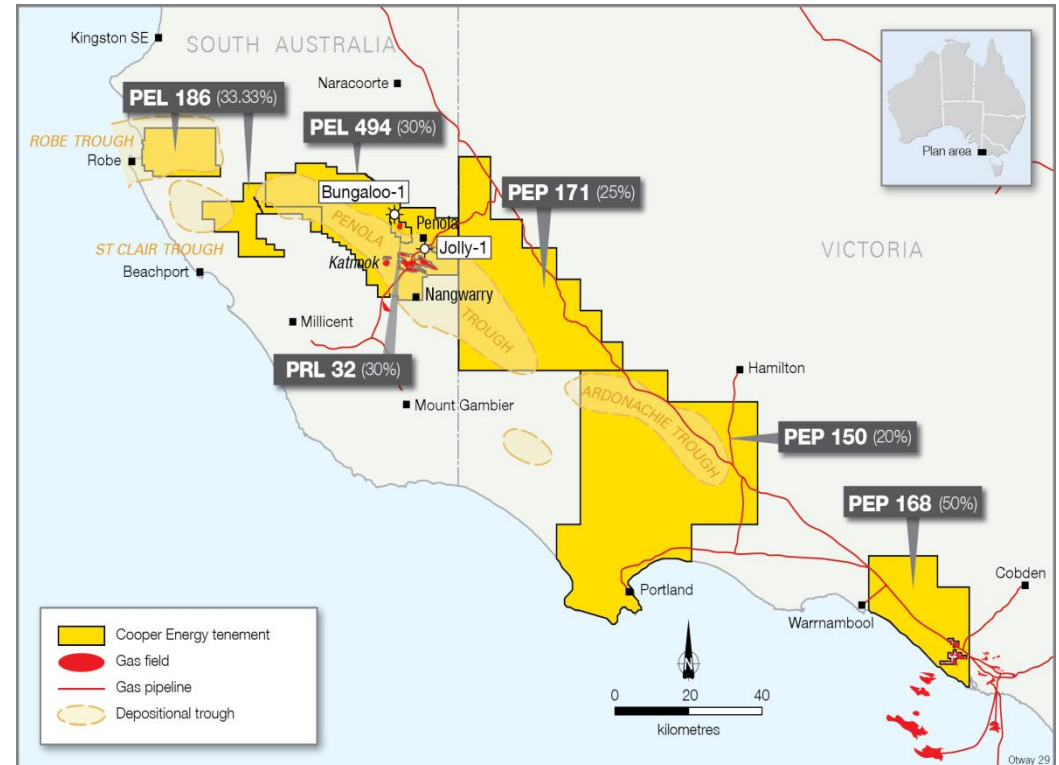 Kingston SE
SOUTH AUSTRALIA
Naracoorte
PEL 186 (33.33%)
PEL 494 (30%)
ROBE TROUGH
Robe
Plan area
Bungaloo-1
PEP 171 (25%)
PENOLA
Penola
ST CLAIR TROUGH
Jolly-1
VICTORIA
Beachport
Katnook
Nangwarry
TROUGH
Millicent
PRL 32 (30%)
Hamilton
ARDONACHIE TROUGH
Mount Gambier
PEP 150 (20%)
PEP 168 (50%)
Cobden
Portland
Warrnambool
Cooper Energy tenement
Gas field
Gas pipeline
Depositional trough
N
0 20 40
kilometres
Otway 29